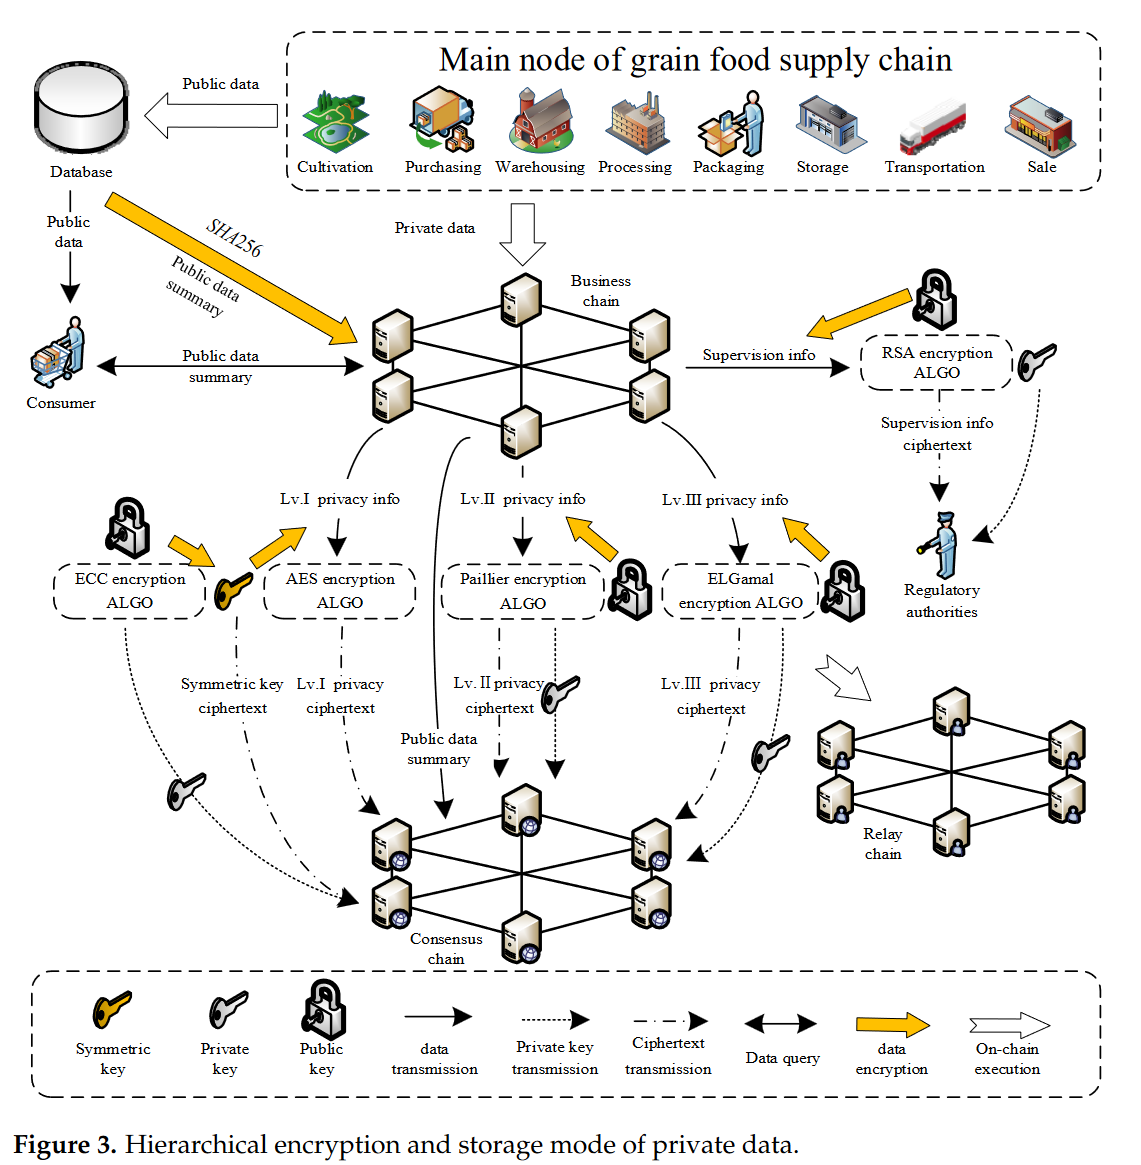 Main node of grain food supply chain
Public data
Cultivation
Purchasing
Warehousing
Processing
Packaging
Storage
Transportation
Sale
Database
Public
data
SHA256
Public data
summary
Private data
Business
chain
Public data
summary
Consumer
Supervision info
RSA encryption
ALGO
Supervision info
ciphertext
Regulatory
authorities
Lv.I privacy info
Lv.II privacy info
Lv.III privacy info
ECC encryption
ALGO
AES encryption
ALGO
Paillier encryption
ALGO
ELGamal
encryption ALGO
Symmetric key
ciphertext
Lv.I privacy
ciphertext
Lv.II privacy
ciphertext
Lv.III privacy
ciphertext
Public data
summary
Relay
chain
Consensus
chain
Symmetric
key
Private
key
Public
key
data
transmission
Private key
transmission
Ciphertext
transmission
Data query
data
encryption
On-chain
execution
Figure 3. Hierarchical encryption and storage mode of private data.